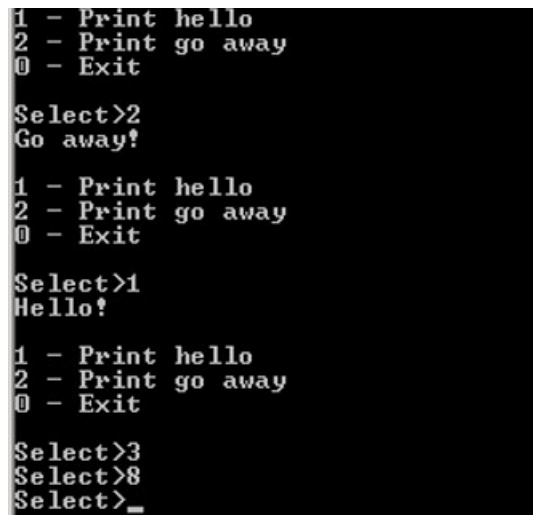 1 - Print hello
2 - Print go away
0 - Exit
Select>2
Go away!
1 - Print hello
2 - Print go away
0 - Exit
Select>1
Hello!
1 - Print hello
2 - Print go away
0 - Exit
Select>3
Select>8
Select>_